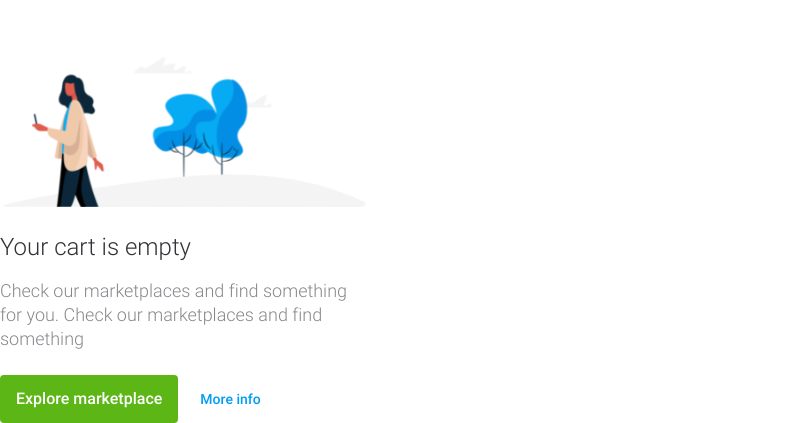 Your cart is empty
Check our marketplaces and find something
for you. Check our marketplaces and find
something
Explore marketplace
More info